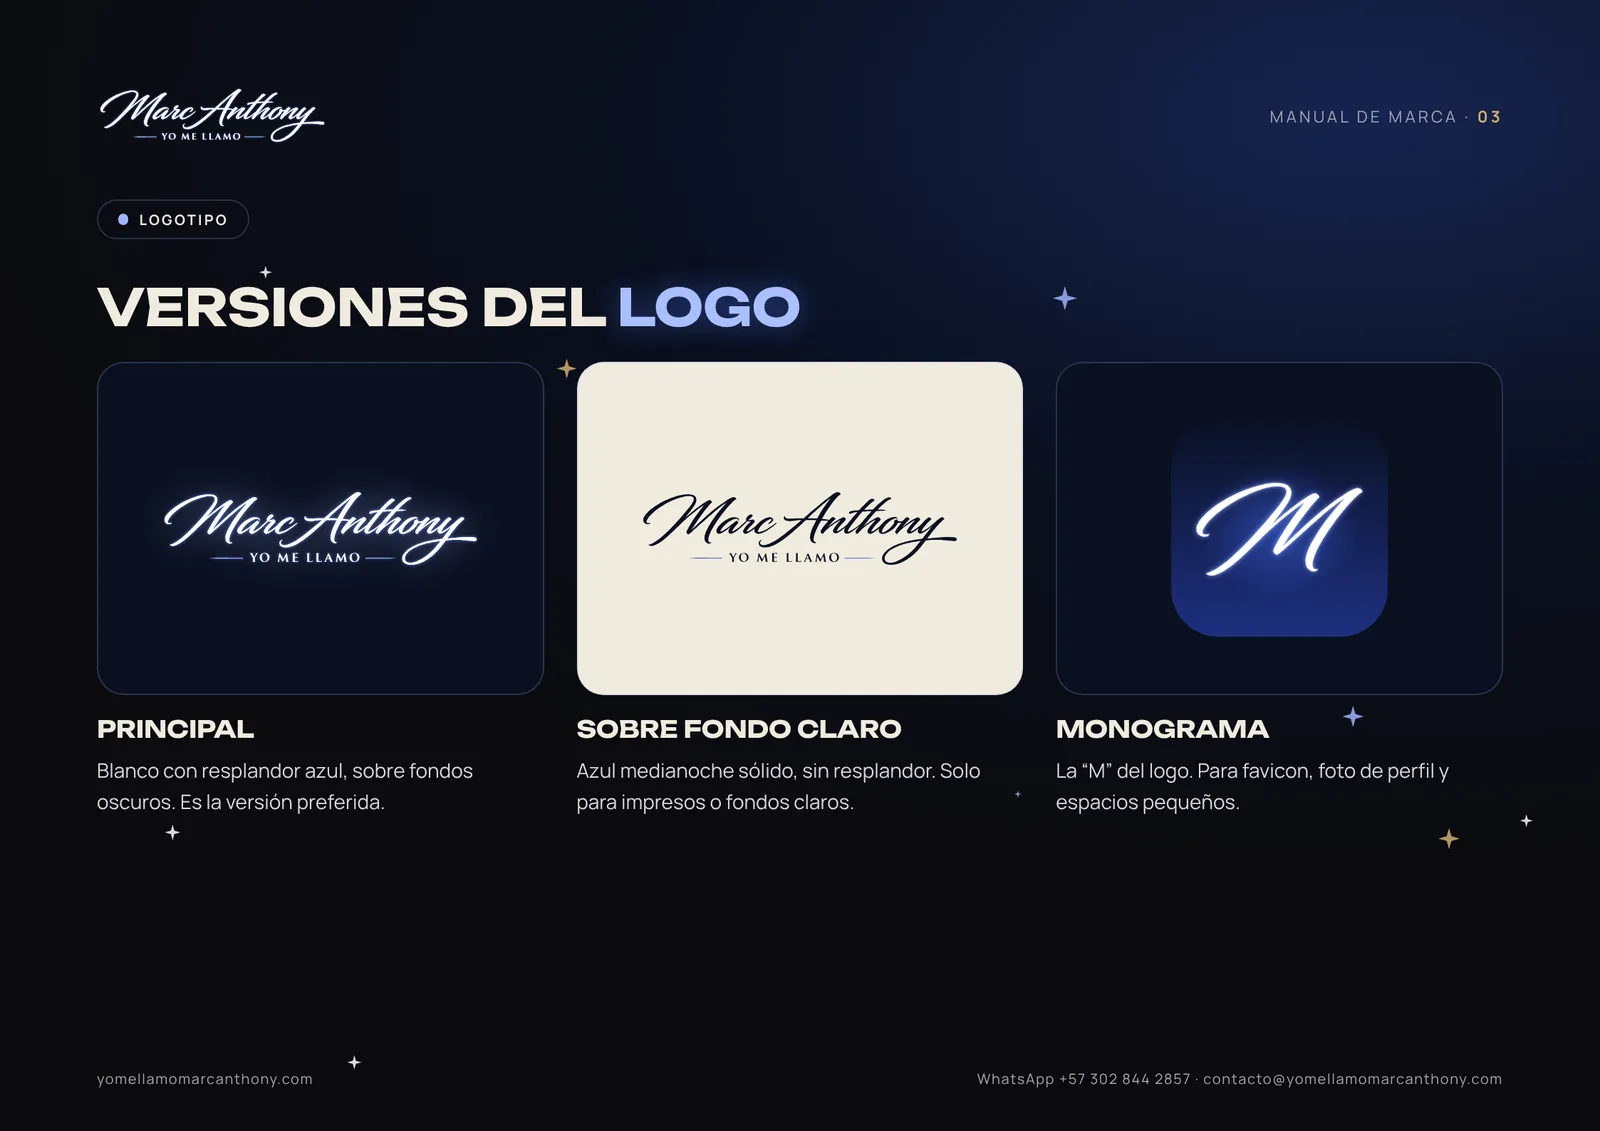 Marc Anthony
YO ME LLAMO
MANUAL DE MARCA · 03
LOGOTIPO
VERSIONES DEL LOGO
Marc Anthony
YO ME LLAMO
Marc Anthony
YO ME LLAMO
M
PRINCIPAL
Blanco con resplandor azul, sobre fondos
oscuros. Es la versión preferida.
SOBRE FONDO CLARO
Azul medianoche sólido, sin resplandor. Solo
para impresos o fondos claros.
MONOGRAMA
La “M” del logo. Para favicon, foto de perfil y
espacios pequeños.
yomellamomarcanthony.com
WhatsApp +57 302 844 2857 · contacto@yomellamomarcanthony.com